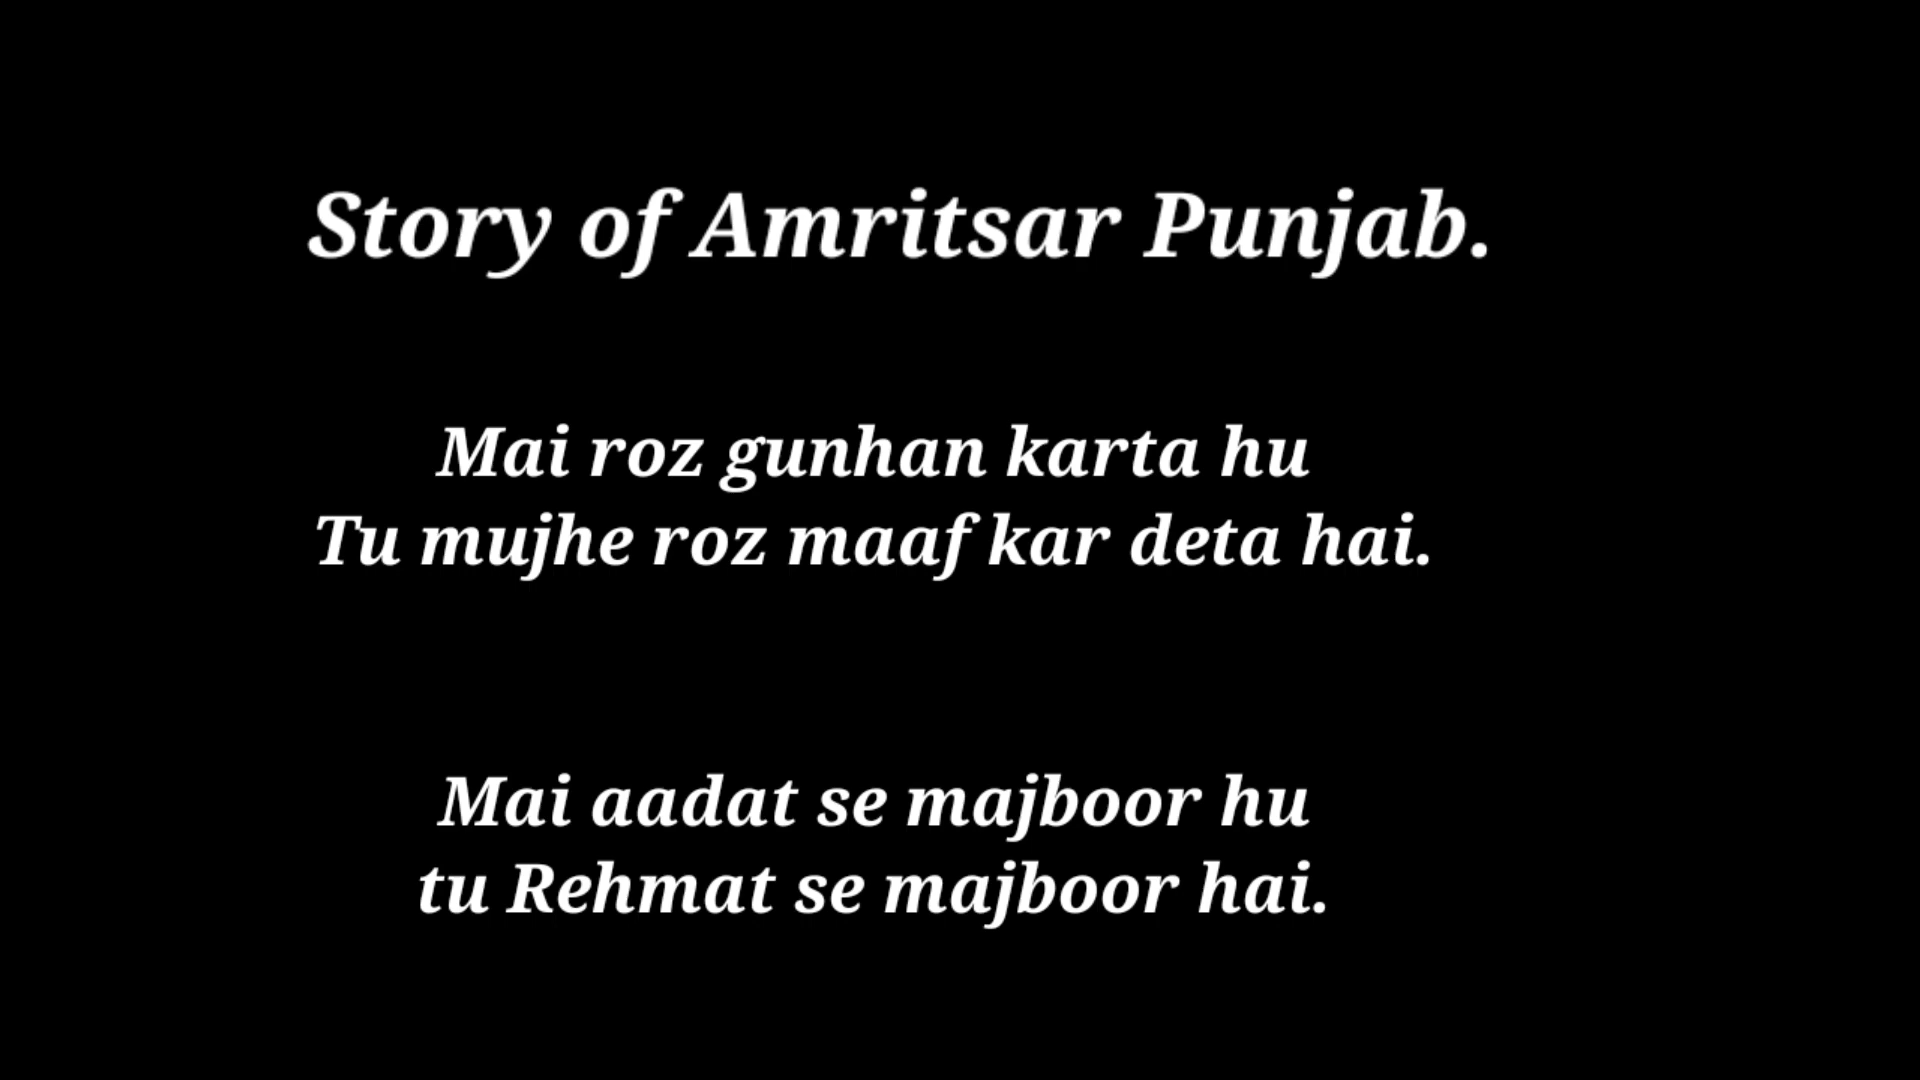 Story of Amritsar Punjab.
Mai roz gunhan karta hu
Tu mujhe roz maaf kar deta hai.
Mai aadat se majboor hu
tu Rehmat se majboor hai.